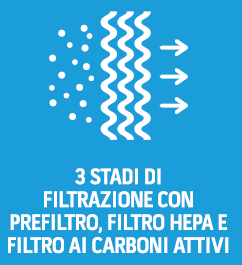 3 STADI DI
FILTRAZIONE CON
PREFILTRO, FILTRO HEPA E
FILTRO AI CARBONI ATTIVI